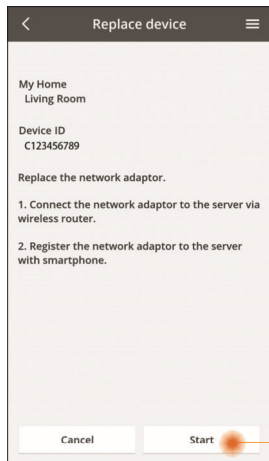 Replace device
My Home
Living Room
Device ID
C123456789
Replace the network adaptor.
1. Connect the network adaptor to the server via
wireless router.
2. Register the network adaptor to the server
with smartphone.
Cancel Start